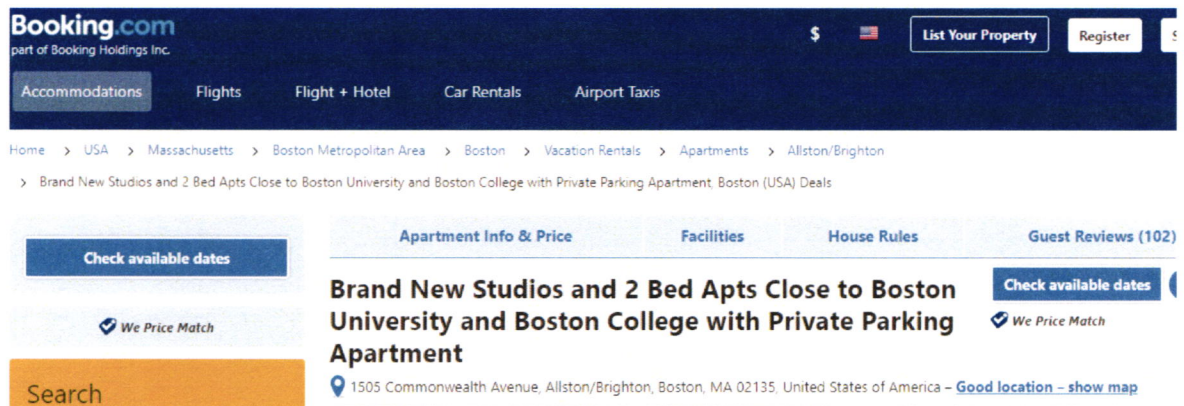 Booking.com
part of Booking Holdings Inc.
$ List Your Property Register
Accommodations Flights Flight + Hotel Car Rentals Airport Taxis
Home > USA > Massachusetts > Boston Metropolitan Area > Boston > Vacation Rentals > Apartments > Allston/Brighton
> Brand New Studios and 2 Bed Apts Close to Boston University and Boston College with Private Parking Apartment, Boston (USA) Deals
Check available dates
We Price Match
Search
Apartment Info & Price Facilities House Rules Guest Reviews (102)
Brand New Studios and 2 Bed Apts Close to Boston
University and Boston College with Private Parking
Apartment
Check available dates
We Price Match
1505 Commonwealth Avenue, Allston/Brighton, Boston, MA 02135, United States of America – Good location – show map